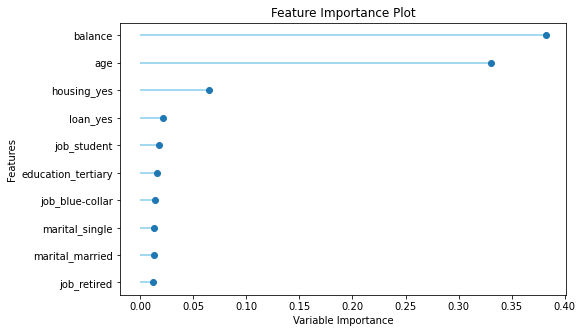 Feature Importance Plot
Features
balance
age
housing_yes
loan_yes
job_student
education_tertiary
job_blue-collar
marital_single
marital_married
job_retired
0.00 0.05 0.10 0.15 0.20 0.25 0.30 0.35 0.40
Variable Importance